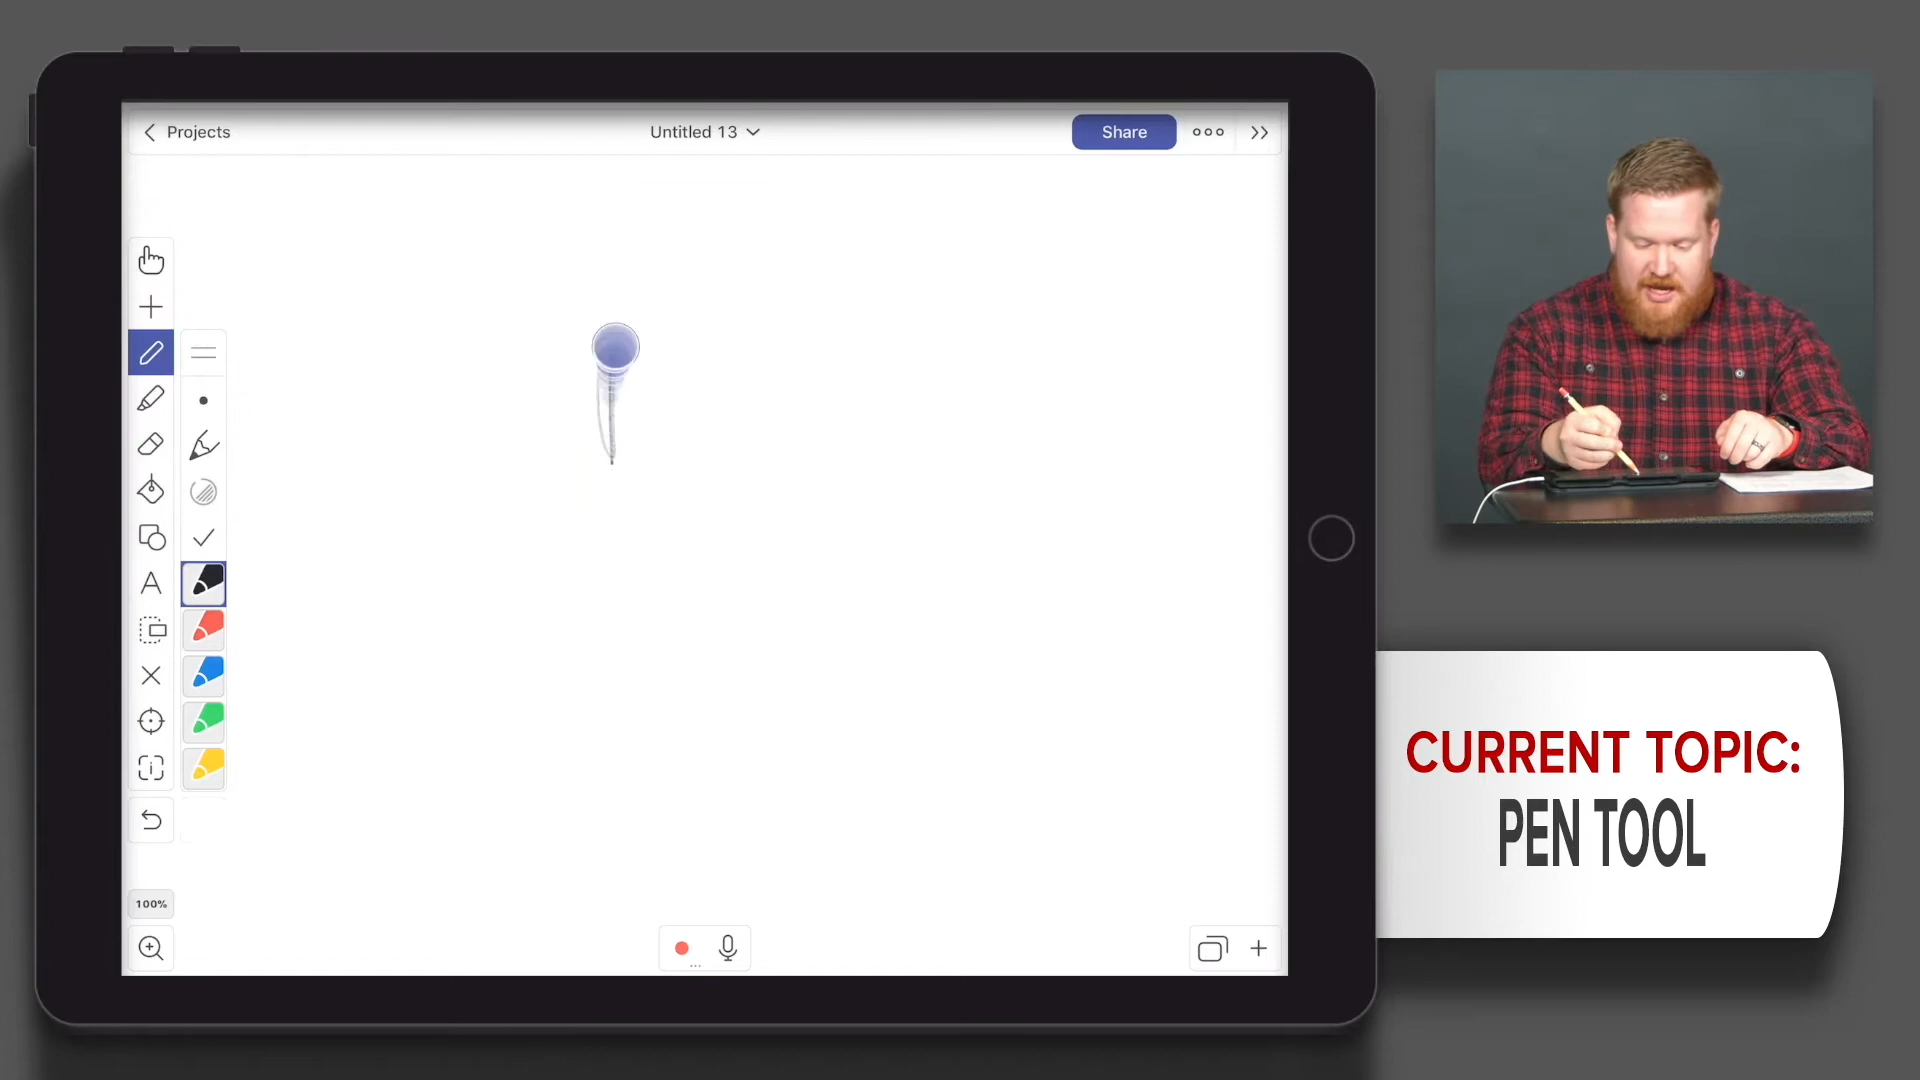 Projects
Untitled 13
Share
A
100%
CURRENT TOPIC:
PEN TOOL